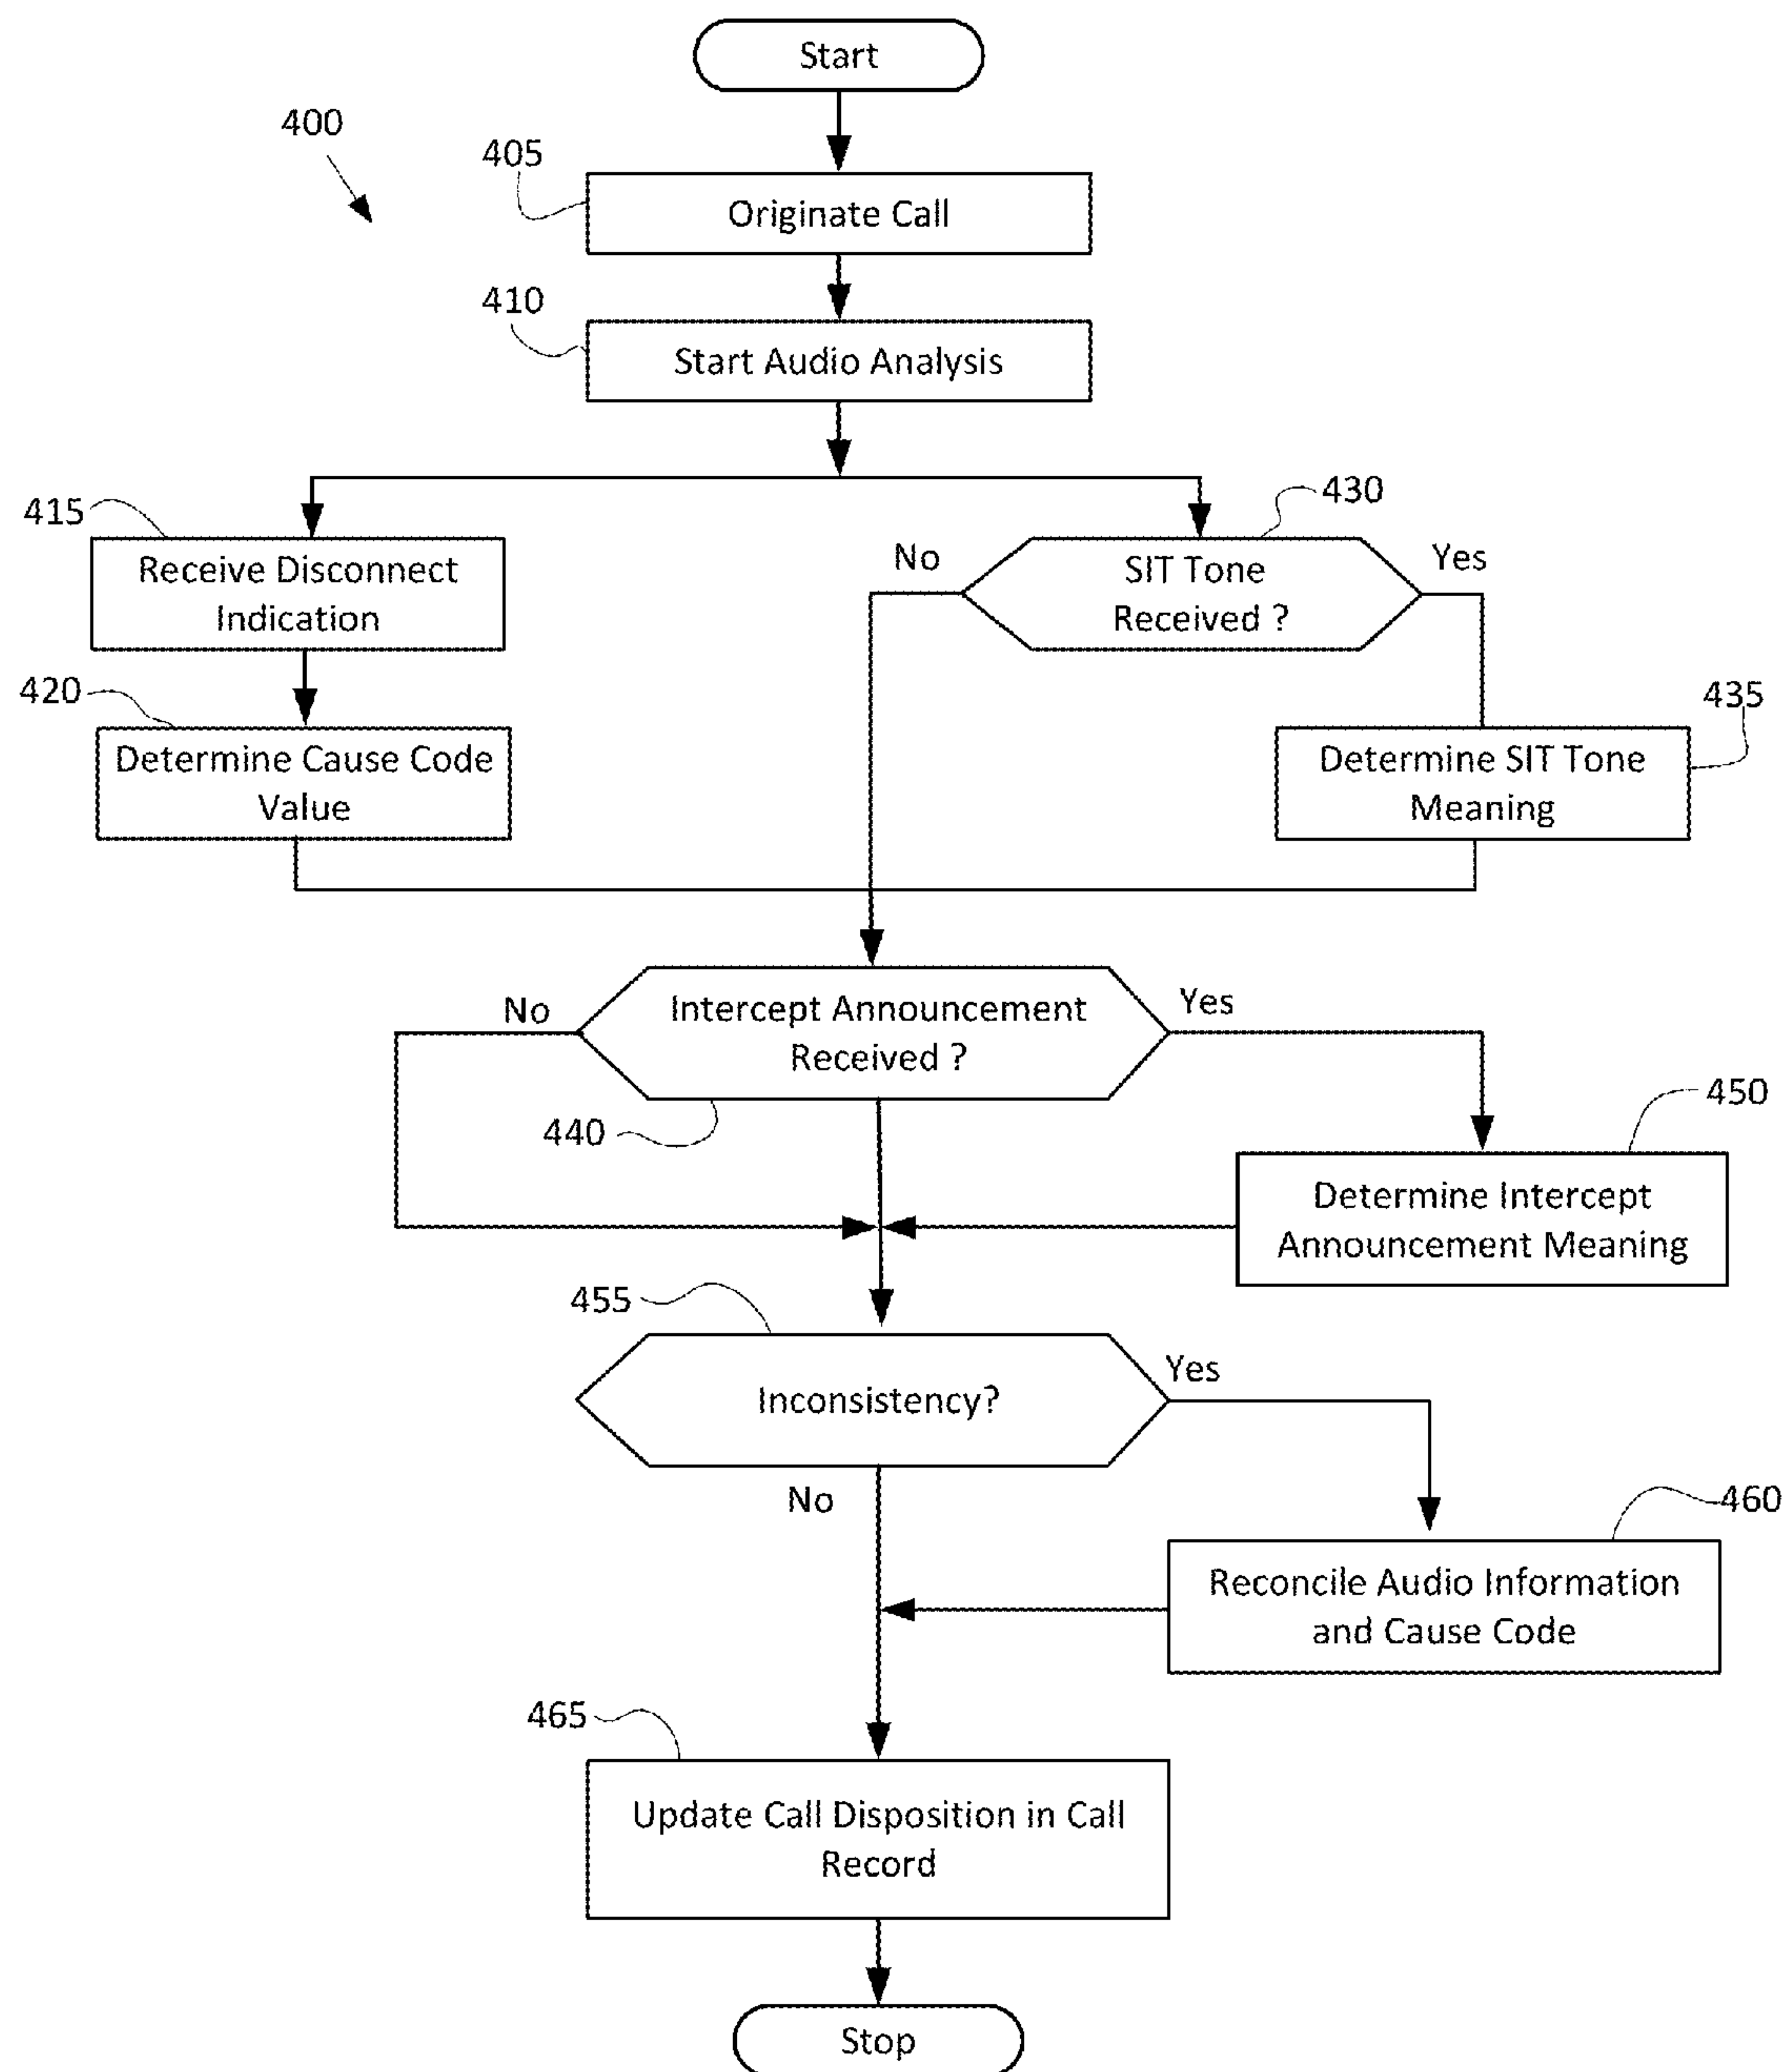 Start
400
405
Originate Call
410
Start Audio Analysis
415
Receive Disconnect
Indication
430
No
SIT Tone
Received ?
Yes
420
Determine Cause Code
Value
435
Determine SIT Tone
Meaning
No
Intercept Announcement
Received ?
Yes
440
450
Determine Intercept
Announcement Meaning
455
Inconsistency?
Yes
No
460
Reconcile Audio Information
and Cause Code
465
Update Call Disposition in Call
Record
Stop